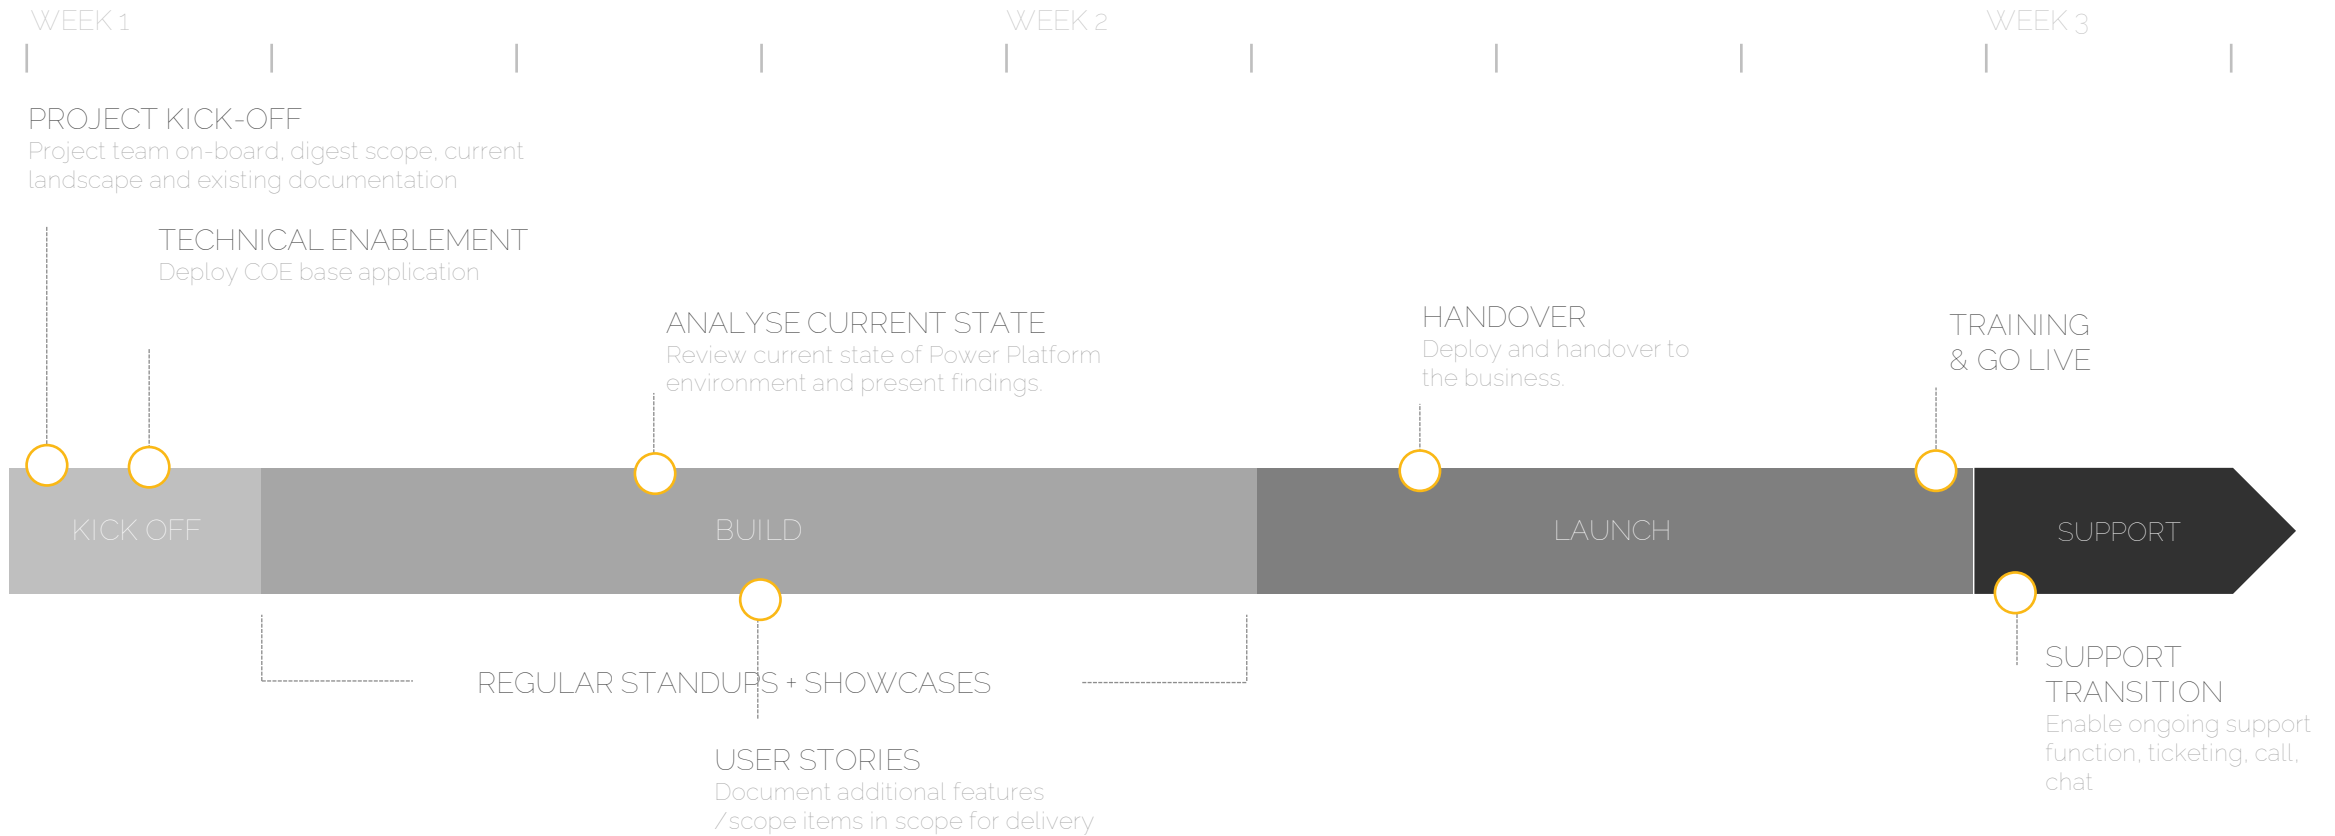 WEEK 1
WEEK 2
WEEK 3
PROJECT KICK-OFF
Project team on-board, digest scope, current
landscape and existing documentation
TECHNICAL ENABLEMENT
Deploy COE base application
ANALYSE CURRENT STATE
Review current state of Power Platform
environment and present findings.
HANDOVER
Deploy and handover to
the business.
TRAINING
& GO LIVE
KICK OFF
BUILD
LAUNCH
SUPPORT
REGULAR STANDUPS + SHOWCASES
USER STORIES
Document additional features
/scope items in scope for delivery
SUPPORT
TRANSITION
Enable ongoing support
function, ticketing, call,
chat